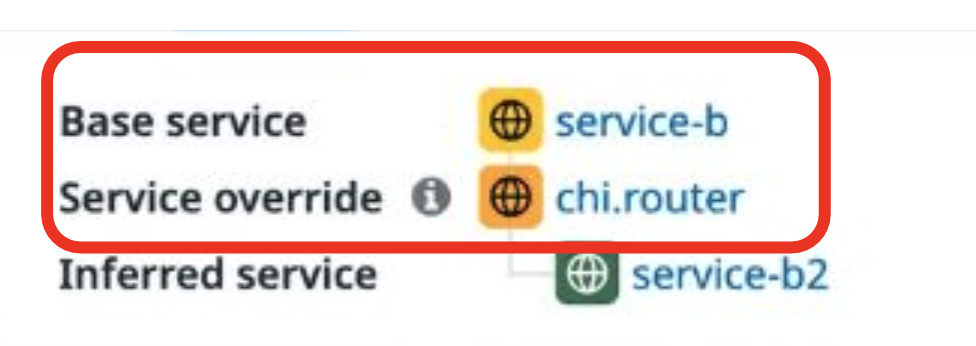 Base service service-b
Service override chi.router
Inferred service service-b2